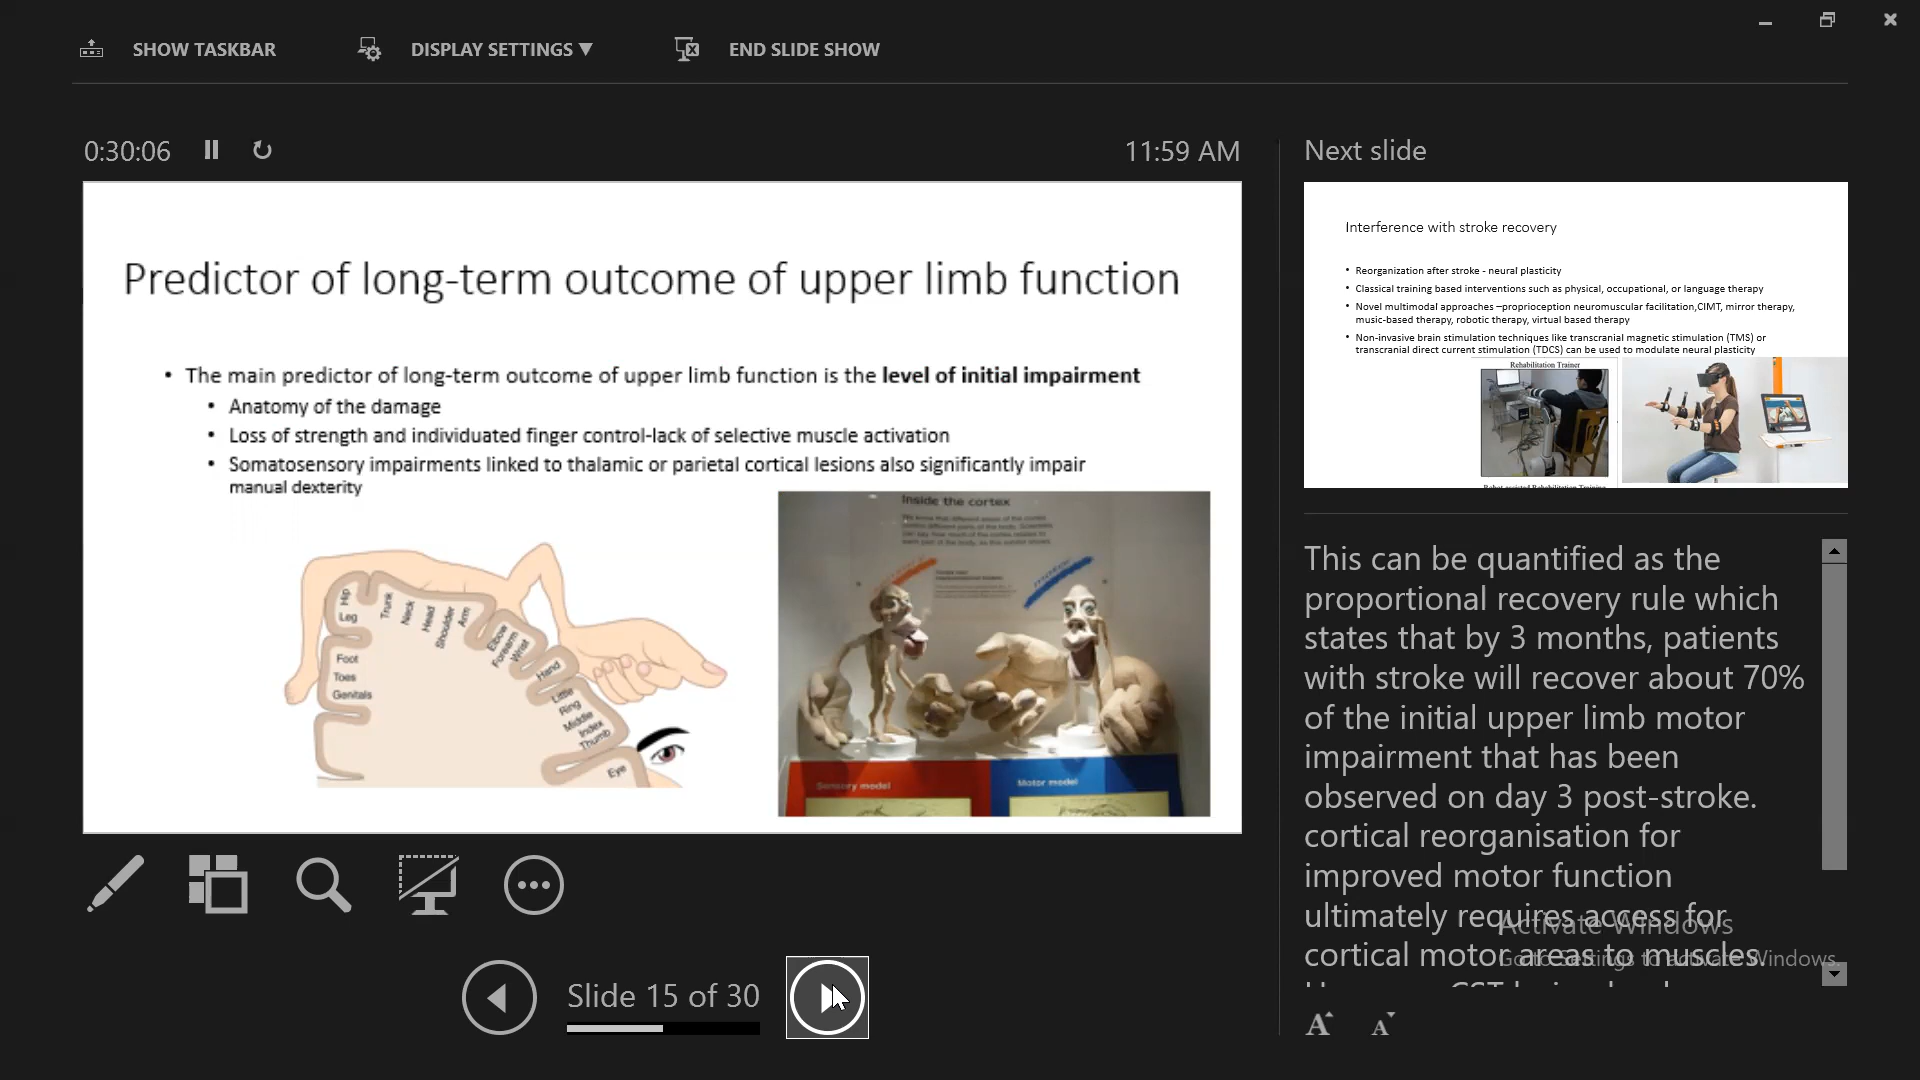 SHOW TASKBAR
DISPLAY SETTINGS ▼
END SLIDE SHOW
0:30:06
11:59 AM
Next slide
Predictor of long-term outcome of upper limb function
• The main predictor of long-term outcome of upper limb function is the level of initial impairment
• Anatomy of the damage
• Loss of strength and individuated finger control-lack of selective muscle activation
• Somatosensory impairments linked to thalamic or parietal cortical lesions also significantly impair
manual dexterity
Hip
Leg
Trunk
Neck
Head
Shoulder
Arm
Elbow
Forearm
Wrist
Hand
Foot
Toes
Genitals
Little
Ring
Middle
Index
Thumb
Eye
Inside the cortex
Sensory model
Motor model
motor
Interference with stroke recovery
• Reorganization after stroke - neural plasticity
• Classical training based interventions such as physical, occupational, or language therapy
• Novel multimodal approaches –proprioception neuromuscular facilitation,CIMT, mirror therapy,
music-based therapy, robotic therapy, virtual based therapy
• Non-invasive brain stimulation techniques like transcranial magnetic stimulation (TMS) or
transcranial direct current stimulation (TDCS) can be used to modulate neural plasticity
Rehabilitation Trainer
Robot-assisted Rehabilitation Training
This can be quantified as the
proportional recovery rule which
states that by 3 months, patients
with stroke will recover about 70%
of the initial upper limb motor
impairment that has been
observed on day 3 post-stroke.
cortical reorganisation for
improved motor function
ultimately requires access for
cortical motor areas to muscles.
Activate Windows
Go to Settings to activate Windows.
Slide 15 of 30
A
A